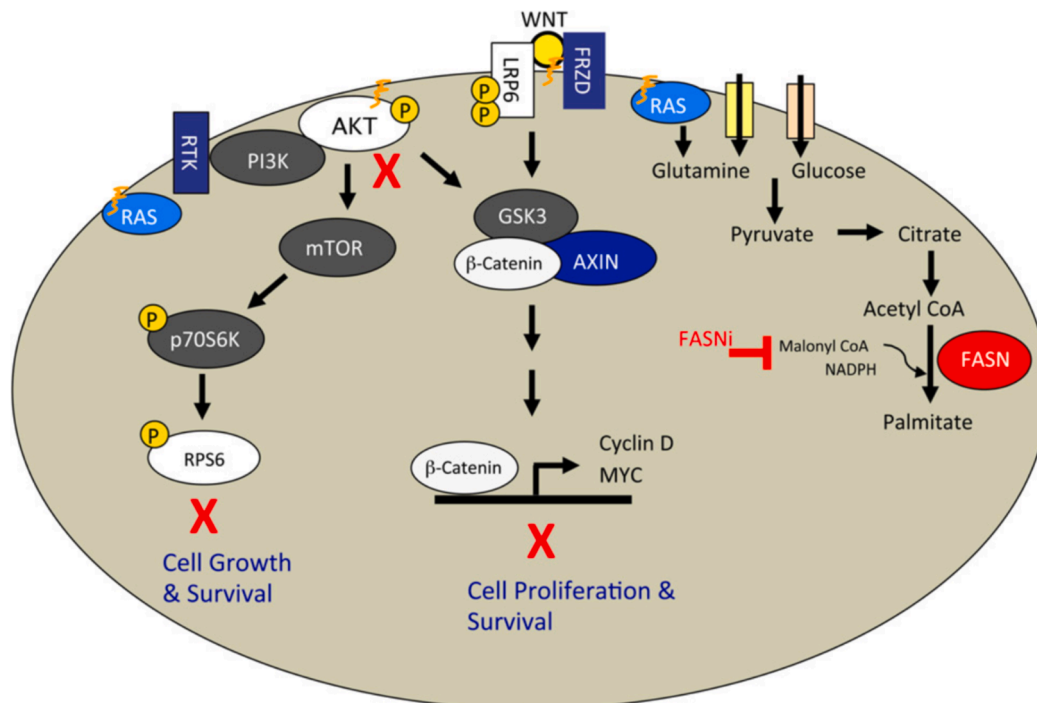 WNT
LRP6
FRZD
P
P
RAS
AKT
P
RTK
PI3K
RAS
mTOR
P
p70S6K
P
RPS6
X
X
Cell Growth
& Survival
GSK3
β-Catenin
AXIN
β-Catenin
Cyclin D
MYC
X
Cell Proliferation &
Survival
Glutamine
Glucose
Pyruvate
Citrate
Acetyl CoA
FASNi
Malonyl CoA
NADPH
FASN
Palmitate